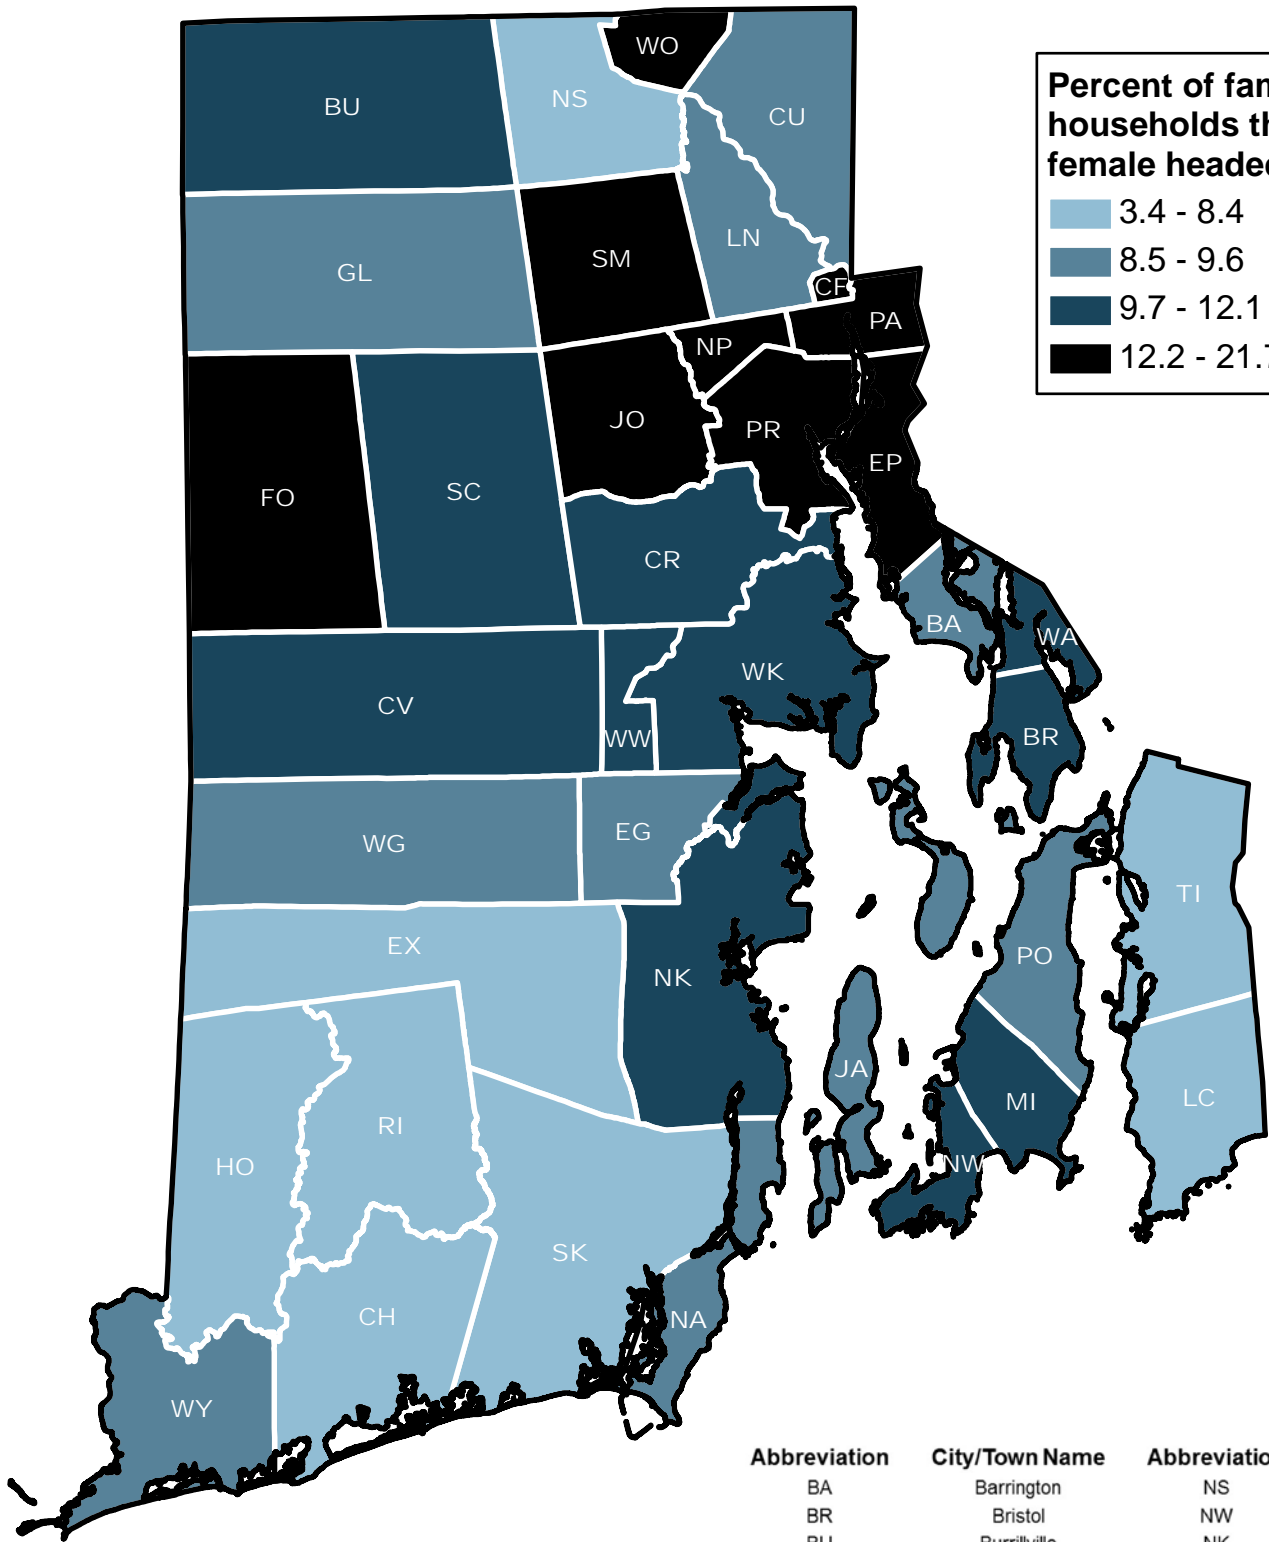 WO
BU
NS
CU
Percent of fam
households th
female headed
3.4 - 8.4
8.5 - 9.6
9.7 - 12.1
12.2 - 21.7
LN
SM
GL
CF
PA
NP
JO
PR
EP
FO
SC
CR
BA
WA
WK
CV
WW
BR
WG
EG
TI
EX
PO
NK
JA
MI
LC
RI
HO
NW
SK
CH
NA
WY
Abbreviation City/Town Name Abbreviatio
BA Barrington NS
BR Bristol NW
BU Burrillville NK